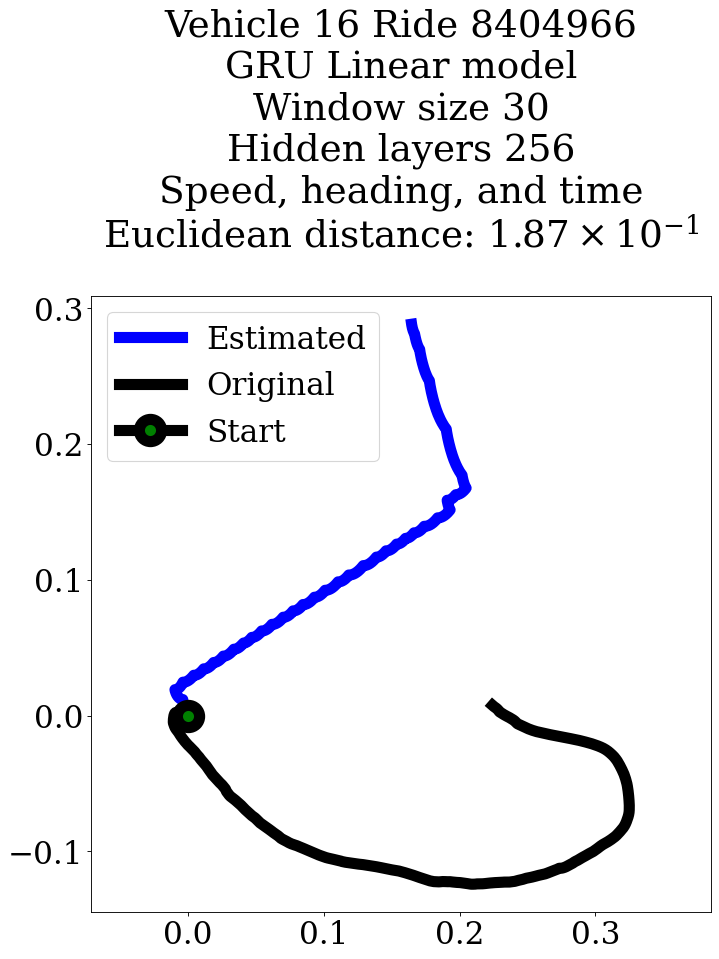 Vehicle 16 Ride 8404966
GRU Linear model
Window size 30
Hidden layers 256
Speed, heading, and time
Euclidean distance: 1.87 × 10⁻¹
Estimated
Original
Start
0.3
0.2
0.1
0.0
−0.1
0.0 0.1 0.2 0.3